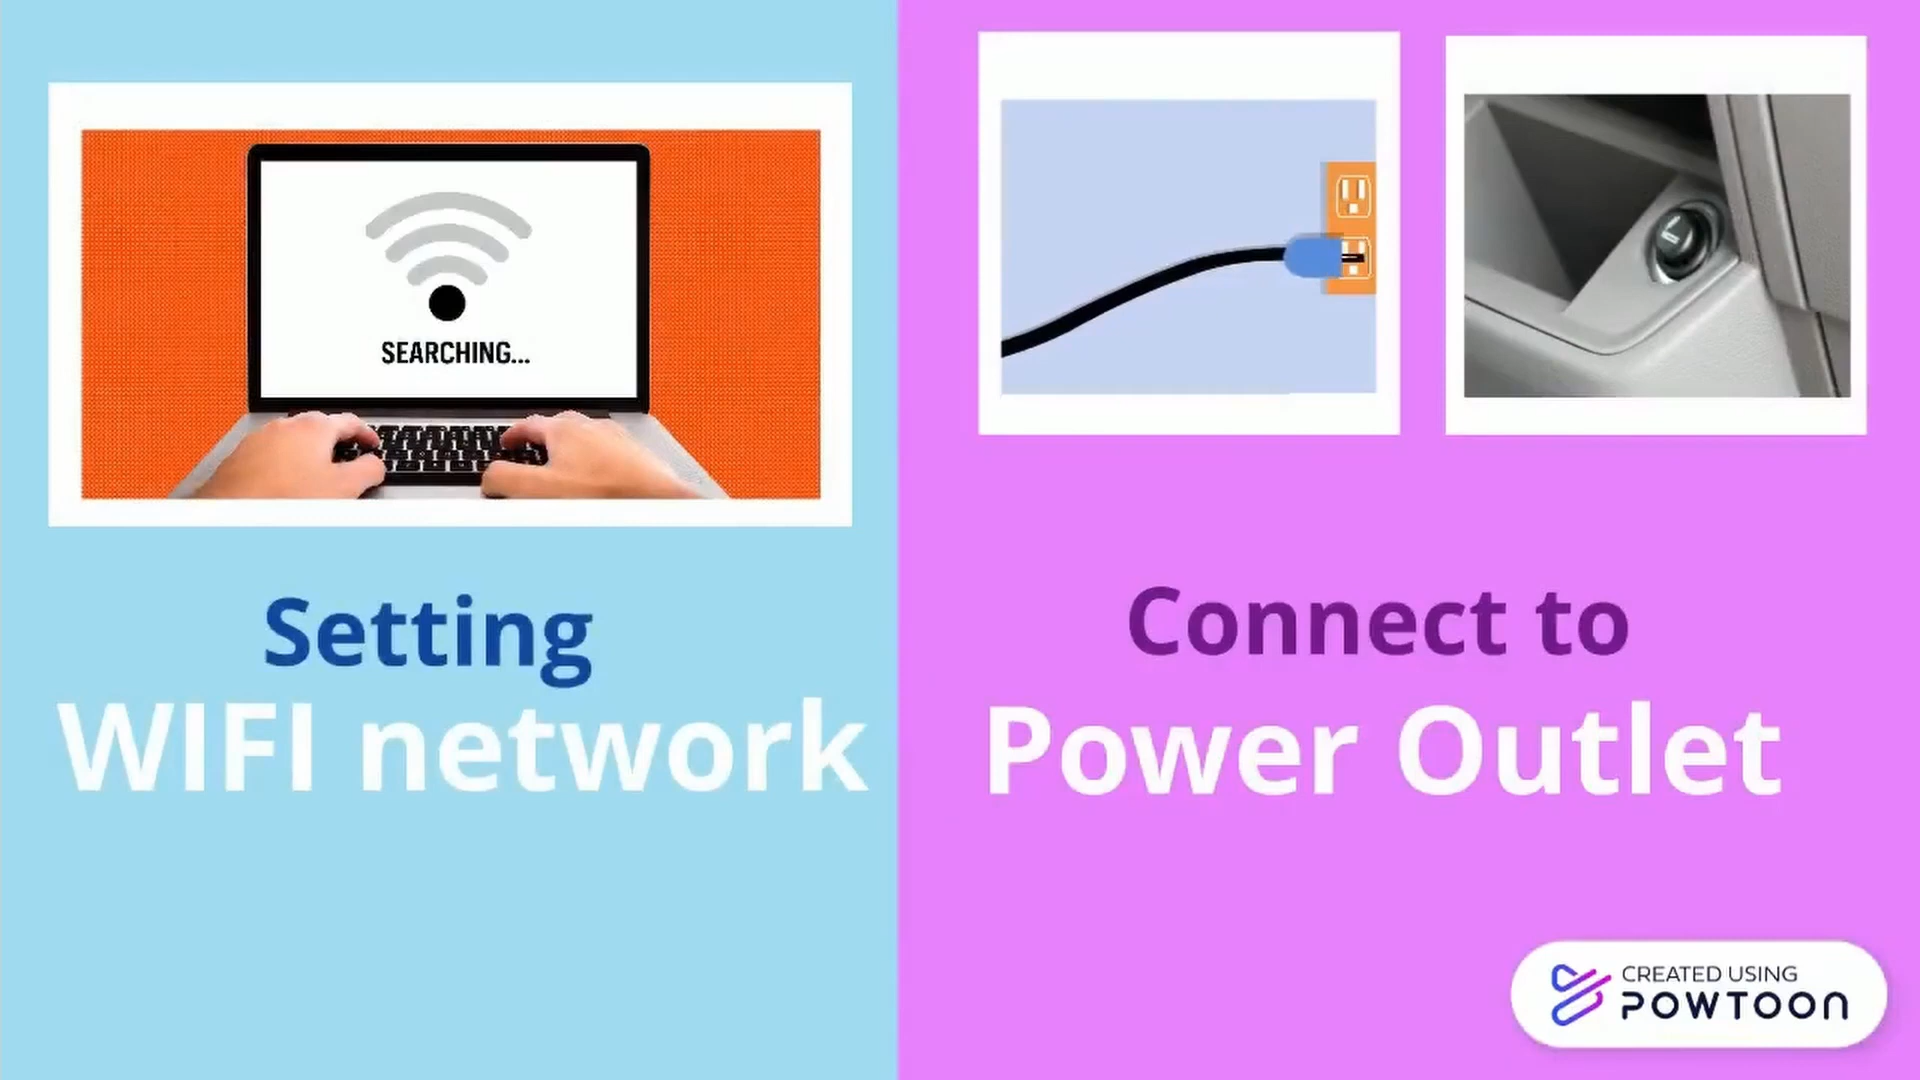 SEARCHING...
Setting
WIFI network
Connect to
Power Outlet
CREATED USING
POWTOON